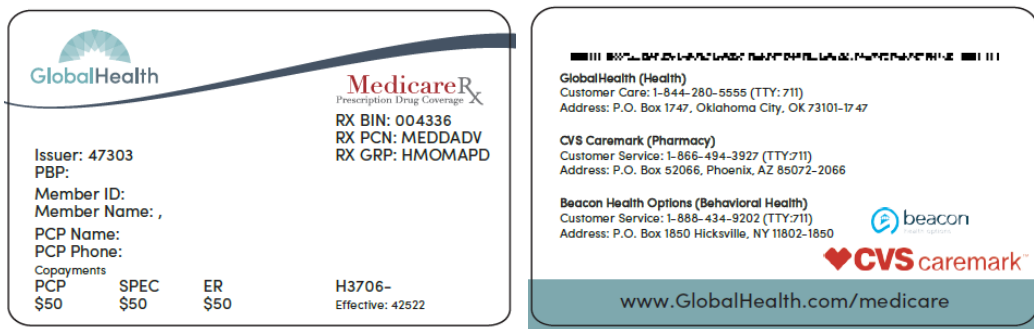 GlobalHealth
MedicareRx
Prescription Drug Coverage
RX BIN: 004336
RX PCN: MEDDADV
RX GRP: HMOMAPD
Issuer: 47303
PBP:
Member ID:
Member Name: ,
PCP Name:
PCP Phone:
Copayments
PCP SPEC ER
$50 $50 $50
H3706-
Effective: 42522
GlobalHealth (Health)
Customer Care: 1-844-280-5555 (TTY: 711)
Address: P.O. Box 1747, Oklahoma City, OK 73101-1747
CVS Caremark (Pharmacy)
Customer Service: 1-866-494-3927 (TTY:711)
Address: P.O. Box 52066, Phoenix, AZ 85072-2066
Beacon Health Options (Behavioral Health)
Customer Service: 1-888-434-9202 (TTY:711)
Address: P.O. Box 1850 Hicksville, NY 11802-1850
beacon
health options
CVS caremark™
www.GlobalHealth.com/medicare